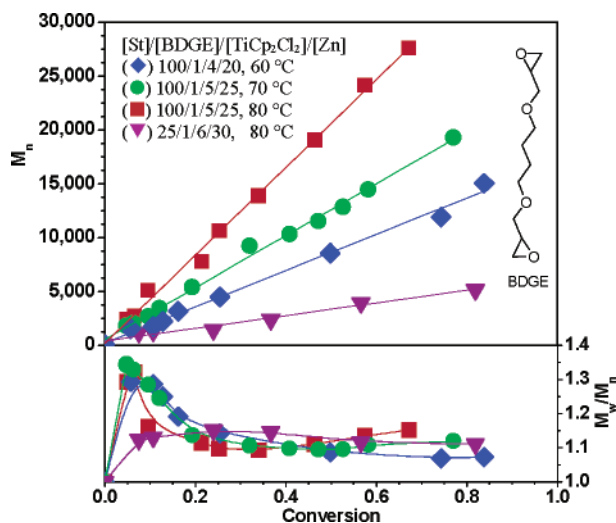 [St]/[BDGE]/[TiCp₂Cl₂]/[Zn]
(◆) 100/1/4/20, 60 °C
(●) 100/1/5/25, 70 °C
(■) 100/1/5/25, 80 °C
(▼) 25/1/6/30, 80 °C
30,000
25,000
20,000
15,000
10,000
5,000
0
Mₙ
O
O
O
O
BDGE
1.4
1.3
1.2
1.1
1.0
M_w/Mₙ
0.0 0.2 0.4 0.6 0.8 1.0
Conversion